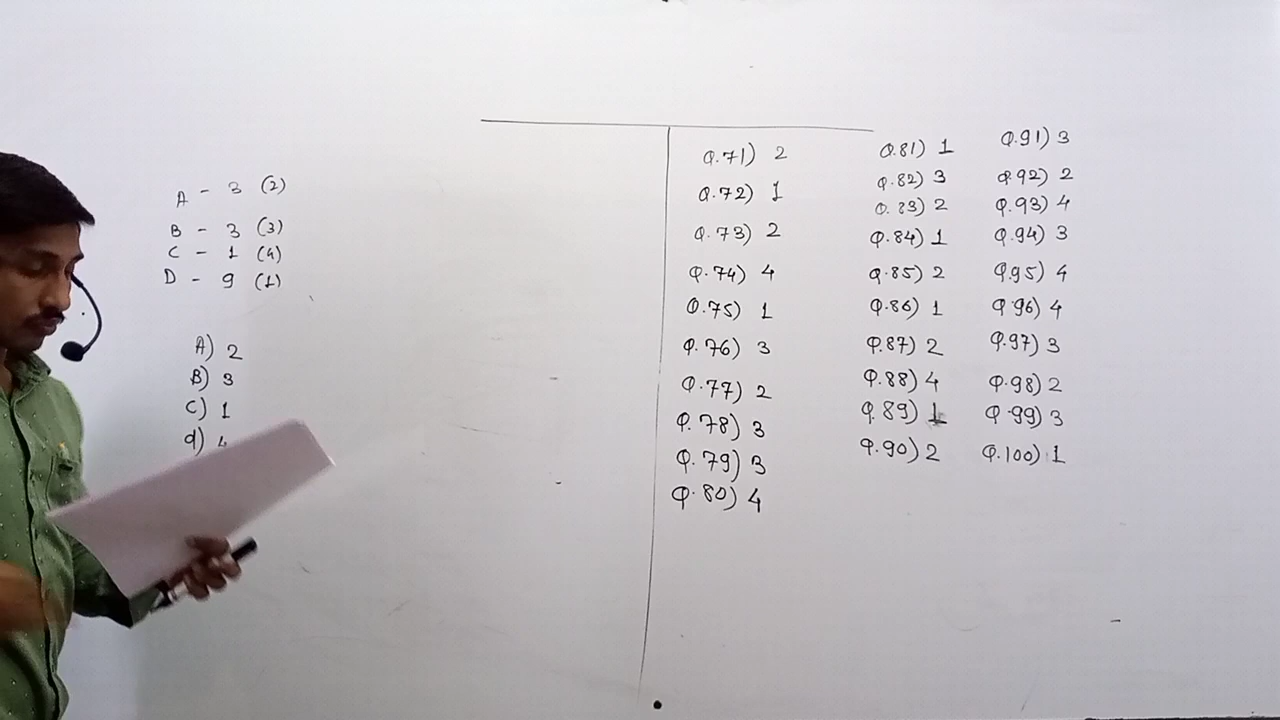 A - 3 (2)
B - 3 (3)
C - 1 (4)
D - 9 (1)
A) 2
B) 3
C) 1
d) 4
Q.71) 2
Q.72) 1
Q.73) 2
Q.74) 4
Q.75) 1
Q.76) 3
Q.77) 2
Q.78) 3
Q.79) 3
Q.80) 4
Q.81) 1
Q.82) 3
Q.83) 2
Q.84) 1
Q.85) 2
Q.86) 1
Q.87) 2
Q.88) 4
Q.89) 1
Q.90) 2
Q.91) 3
Q.92) 2
Q.93) 4
Q.94) 3
Q.95) 4
Q.96) 4
Q.97) 3
Q.98) 2
Q.99) 3
Q.100) 1